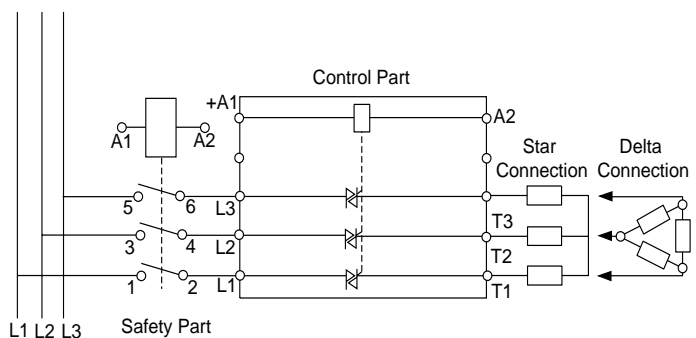 Control Part
+A1
A2
A1
A2
Star
Connection
Delta
Connection
5
6
L3
T3
3
4
L2
T2
1
2
L1
T1
L1 L2 L3
Safety Part